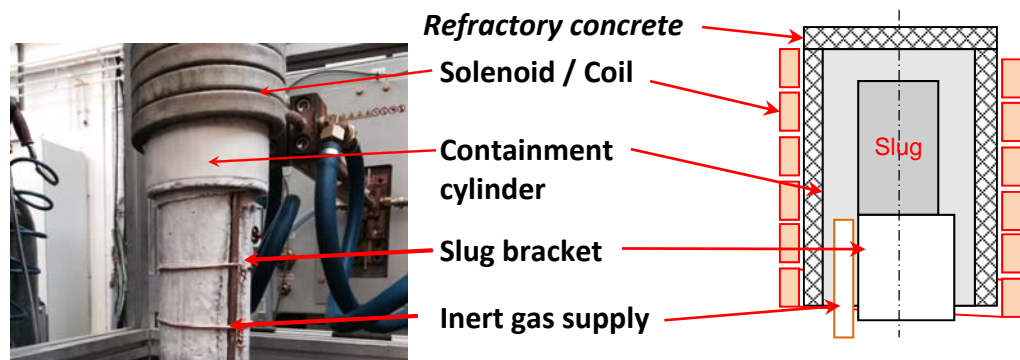 Refractory concrete
Solenoid / Coil
Containment
cylinder
Slug
Slug bracket
Inert gas supply